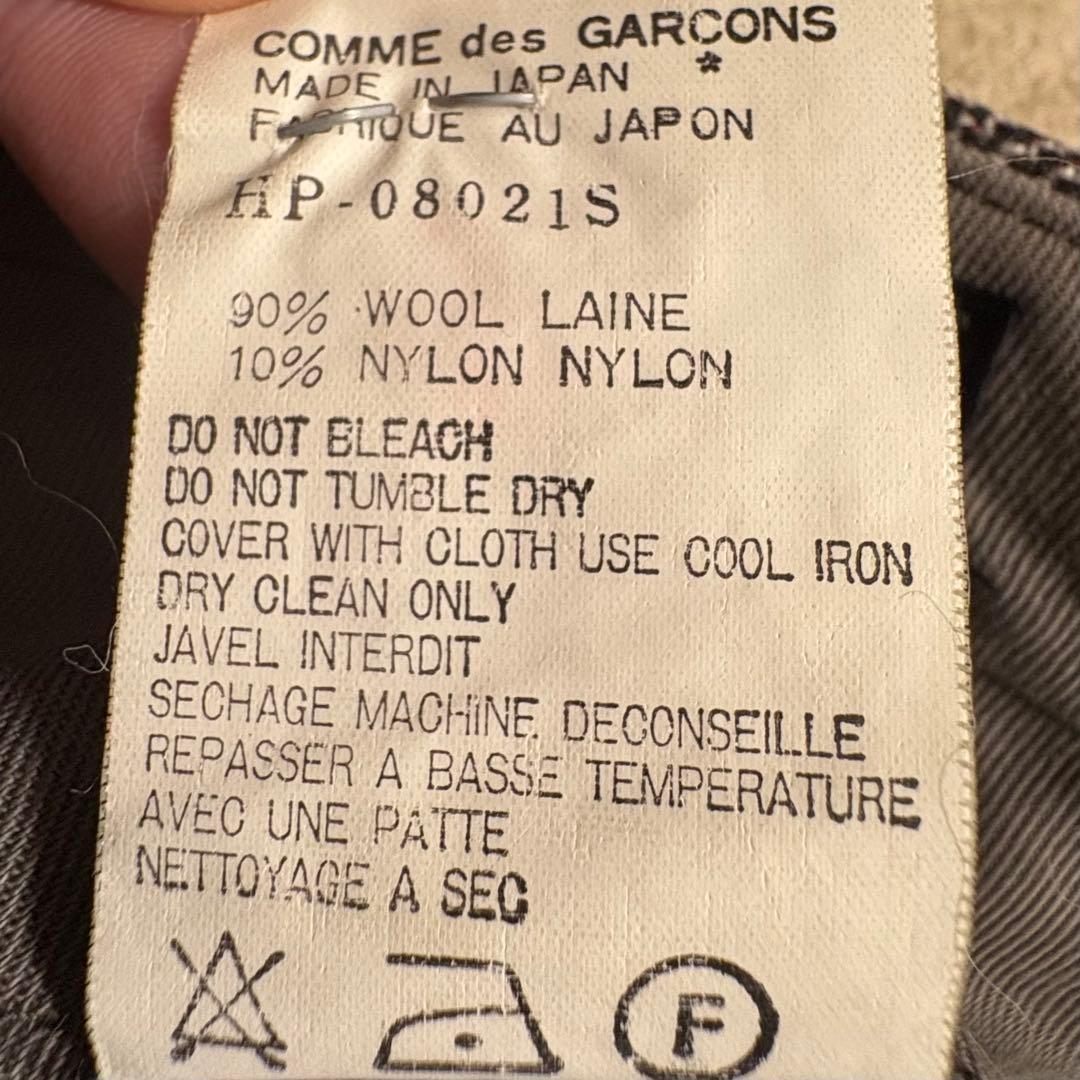 COMME des GARCONS
*
MADE IN JAPAN
FABRIQUE AU JAPON
HP-08021S
90% WOOL LAINE
10% NYLON NYLON
DO NOT BLEACH
DO NOT TUMBLE DRY
COVER WITH CLOTH USE COOL IRON
DRY CLEAN ONLY
JAVEL INTERDIT
SECHAGE MACHINE DECONSEILLE
REPASSER A BASSE TEMPERATURE
AVEC UNE PATTE
NETTOYAGE A SEC
F